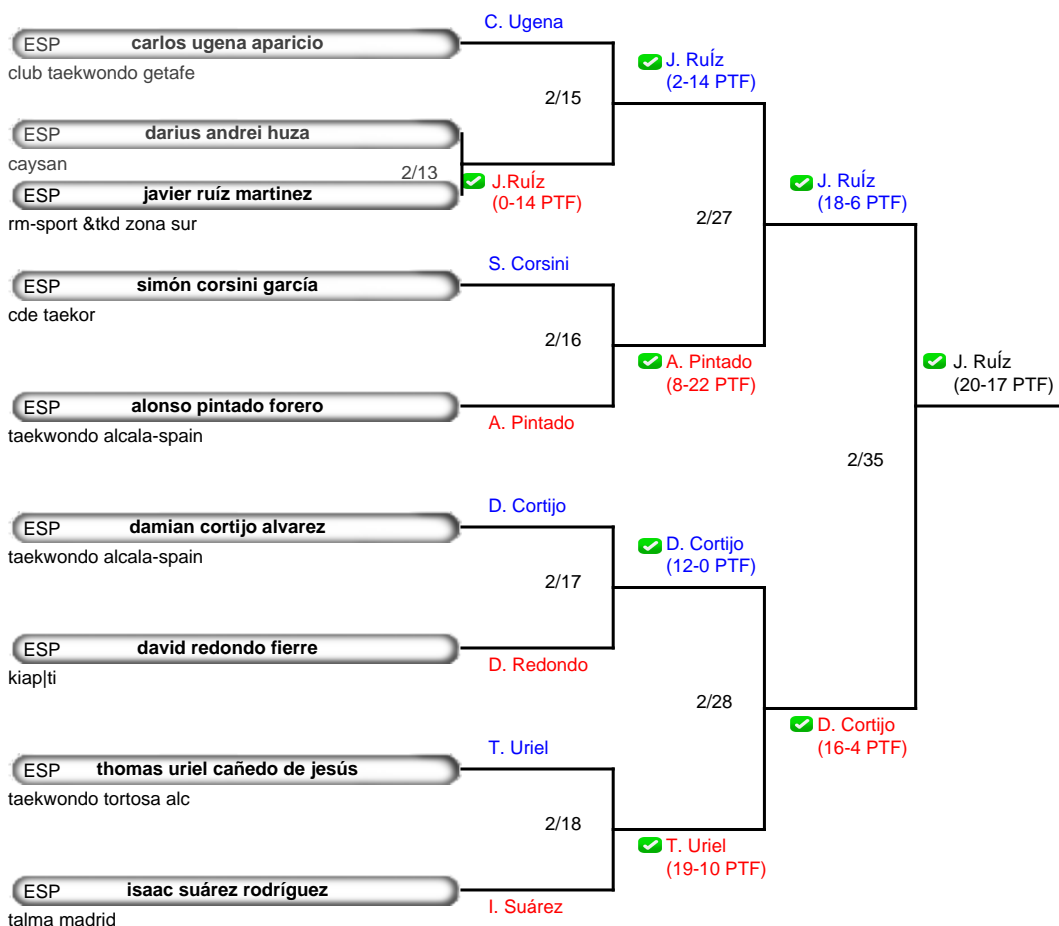 C. Ugena
ESP carlos ugena aparicio
club taekwondo getafe
J. RuÍz
(2-14 PTF)
2/15
ESP darius andrei huza
caysan
2/13
J.RuÍz
(0-14 PTF)
ESP javier ruíz martinez
rm-sport &tkd zona sur
J. RuÍz
(18-6 PTF)
2/27
S. Corsini
ESP simón corsini garcía
cde taekor
2/16
A. Pintado
(8-22 PTF)
J. RuÍz
(20-17 PTF)
ESP alonso pintado forero
A. Pintado
taekwondo alcala-spain
2/35
D. Cortijo
ESP damian cortijo alvarez
taekwondo alcala-spain
D. Cortijo
(12-0 PTF)
2/17
ESP david redondo fierre
D. Redondo
kiap|ti
2/28
D. Cortijo
(16-4 PTF)
T. Uriel
ESP thomas uriel cañedo de jesús
taekwondo tortosa alc
2/18
T. Uriel
(19-10 PTF)
ESP isaac suárez rodríguez
I. Suárez
talma madrid